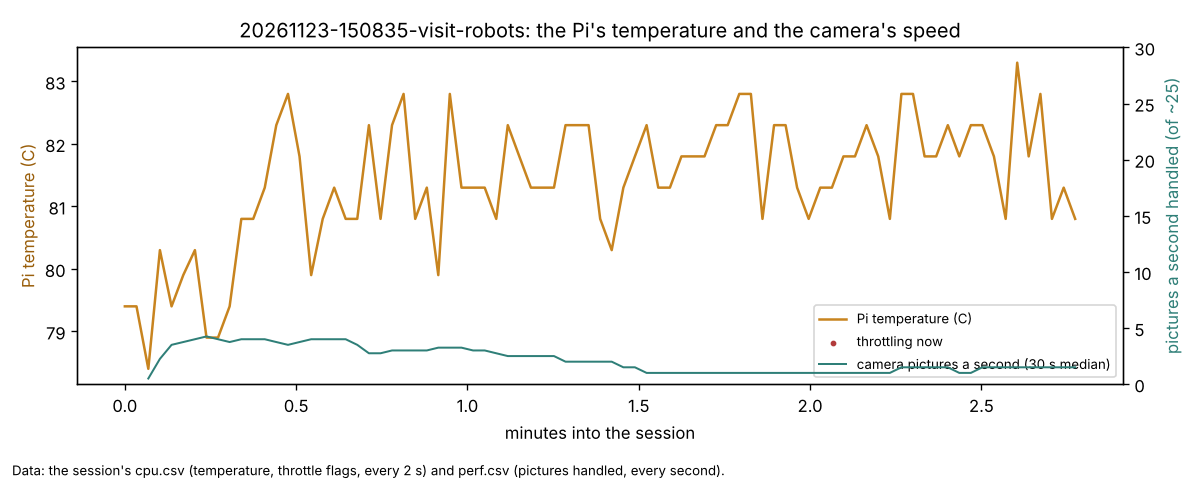 20261123-150835-visit-robots: the Pi's temperature and the camera's speed
Pi temperature (C)
83
82
81
80
79
30
25
20
15
10
5
0
pictures a second handled (of ~25)
Pi temperature (C)
throttling now
camera pictures a second (30 s median)
0.0 0.5 1.0 1.5 2.0 2.5
minutes into the session
Data: the session's cpu.csv (temperature, throttle flags, every 2 s) and perf.csv (pictures handled, every second).